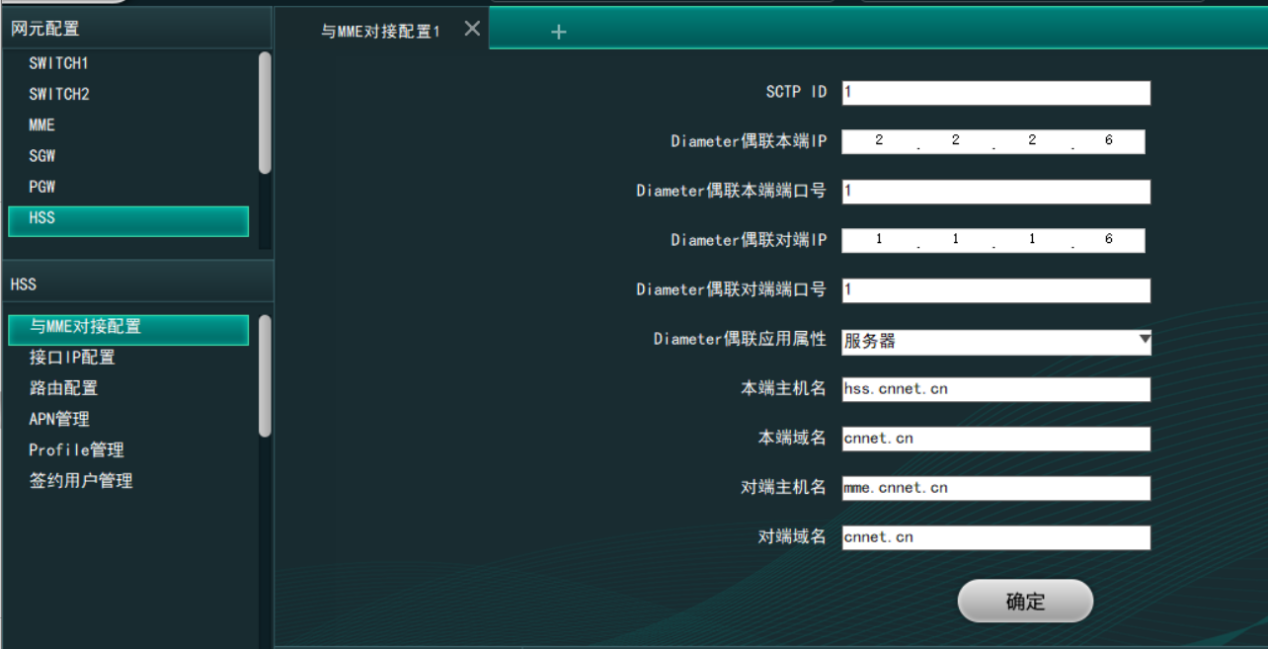 网元配置
SWITCH1
SWITCH2
MME
SGW
PGW
HSS
HSS
与MME对接配置
接口IP配置
路由配置
APN管理
Profile管理
签约用户管理
与MME对接配置1 ✕ +
SCTP ID 1
Diameter偶联本端IP 2 . 2 . 2 . 6
Diameter偶联本端端口号 1
Diameter偶联对端IP 1 . 1 . 1 . 6
Diameter偶联对端端口号 1
Diameter偶联应用属性 服务器
本端主机名 hss.cnnet.cn
本端域名 cnnet.cn
对端主机名 mme.cnnet.cn
对端域名 cnnet.cn
确定